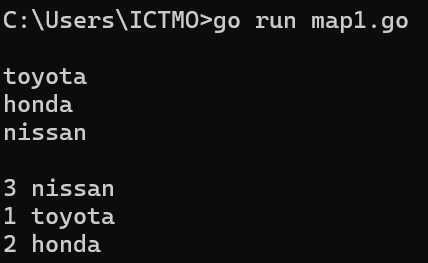 C:\Users\ICTMO>go run map1.go
toyota
honda
nissan
3 nissan
1 toyota
2 honda